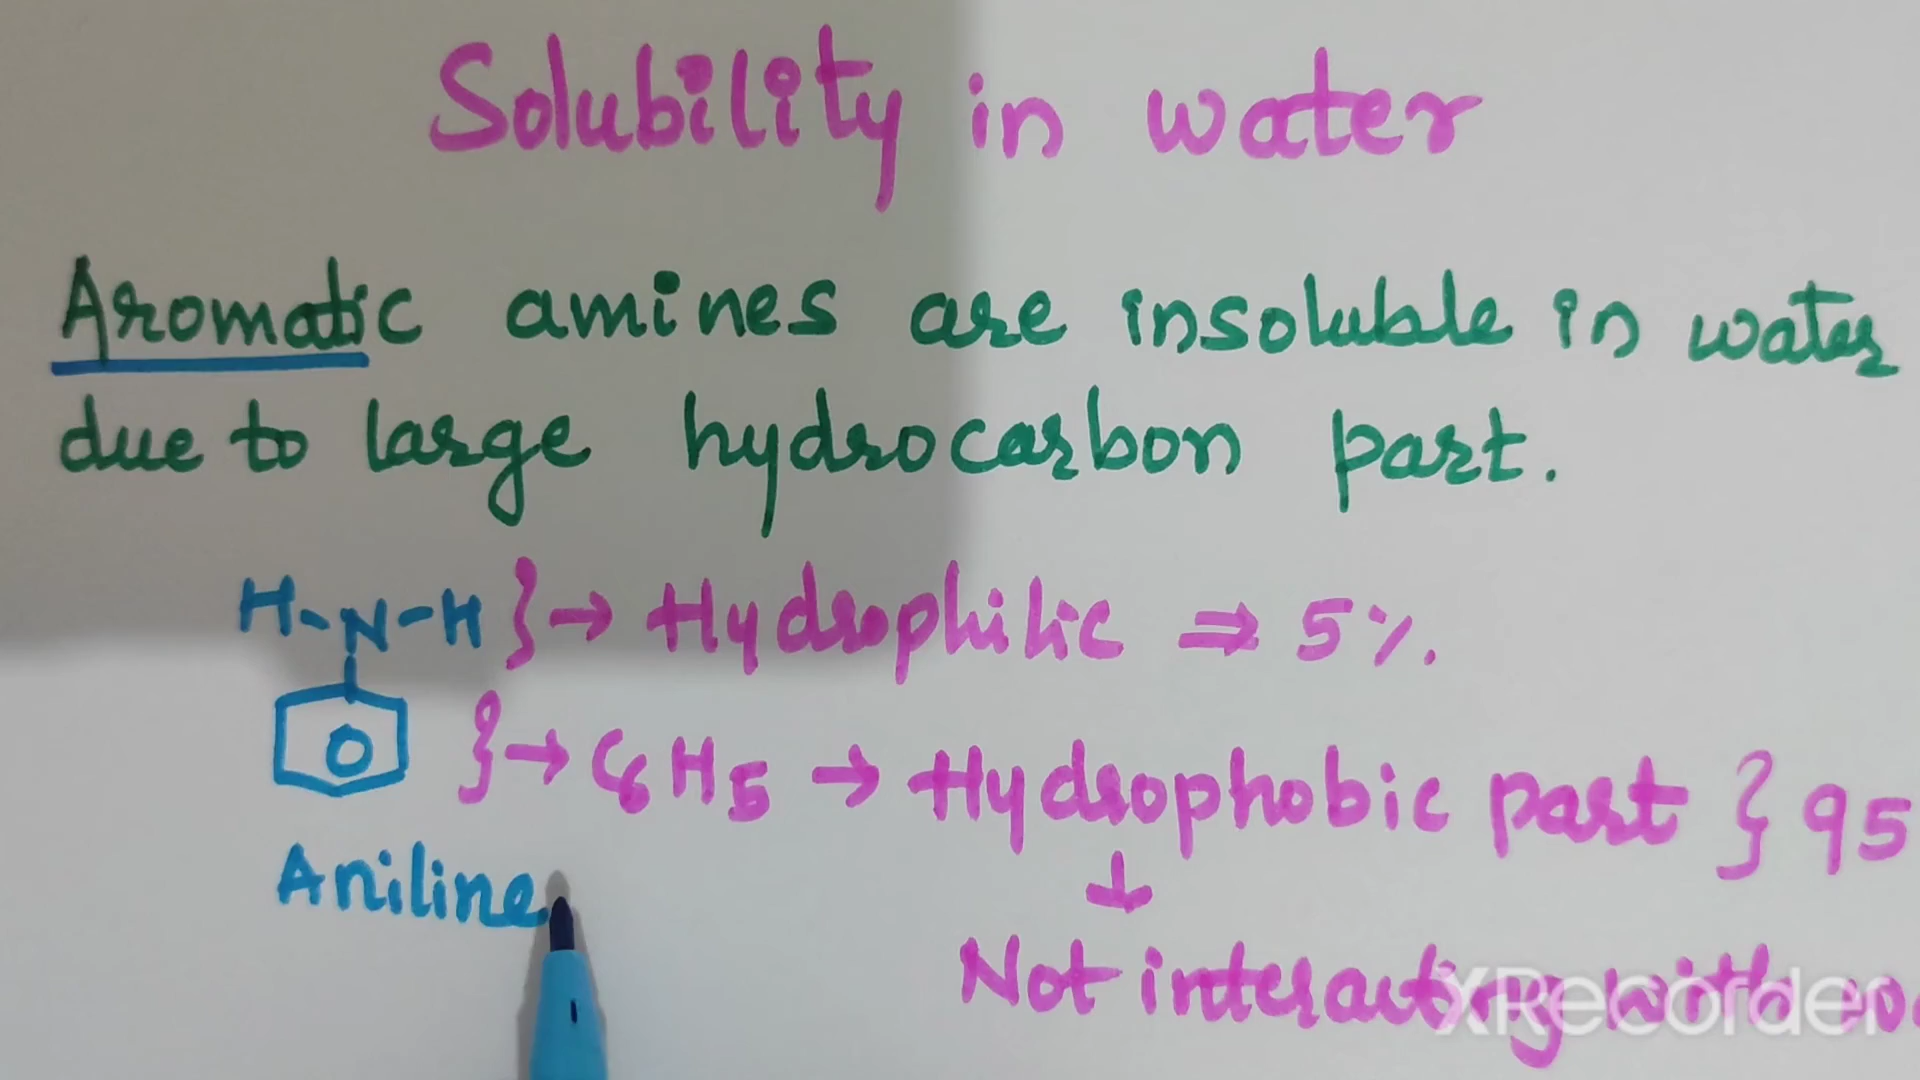 Solubility in water
Aromatic amines are insoluble in water
due to large hydrocarbon part.
H-N-H } → Hydrophilic ⇒ 5%.
} → C6H5 → Hydrophobic part } 95
Aniline
↓
Not interacting with
XRecorder